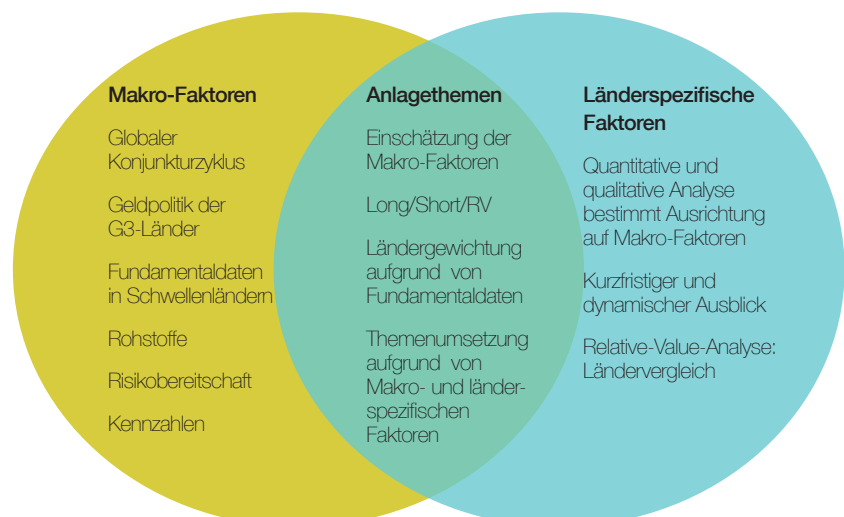 Makro-Faktoren
Globaler
Konjunkturzyklus
Geldpolitik der
G3-Länder
Fundamentaldaten
in Schwellenländern
Rohstoffe
Risikobereitschaft
Kennzahlen
Anlagethemen
Einschätzung der
Makro-Faktoren
Long/Short/RV
Ländergewichtung
aufgrund von
Fundamentaldaten
Themenumsetzung
aufgrund von
Makro- und länder-
spezifischen
Faktoren
Länderspezifische
Faktoren
Quantitative und
qualitative Analyse
bestimmt Ausrichtung
auf Makro-Faktoren
Kurzfristiger und
dynamischer Ausblick
Relative-Value-Analyse:
Ländervergleich